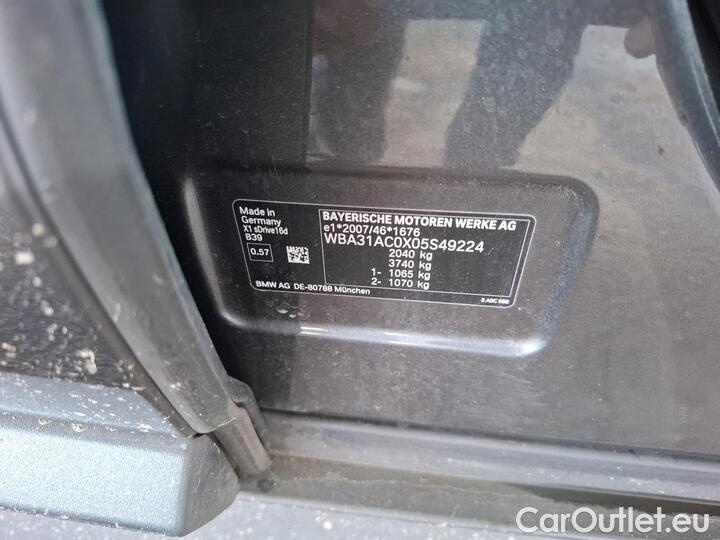 Made in
Germany
X1 sDrive16d
B39
0.57
BAYERISCHE MOTOREN WERKE AG
e1*2007/46*1676
WBA31AC0X05S49224
2040 kg
3740 kg
1- 1065 kg
2- 1070 kg
BMW AG DE-80788 München
CarOutlet.eu